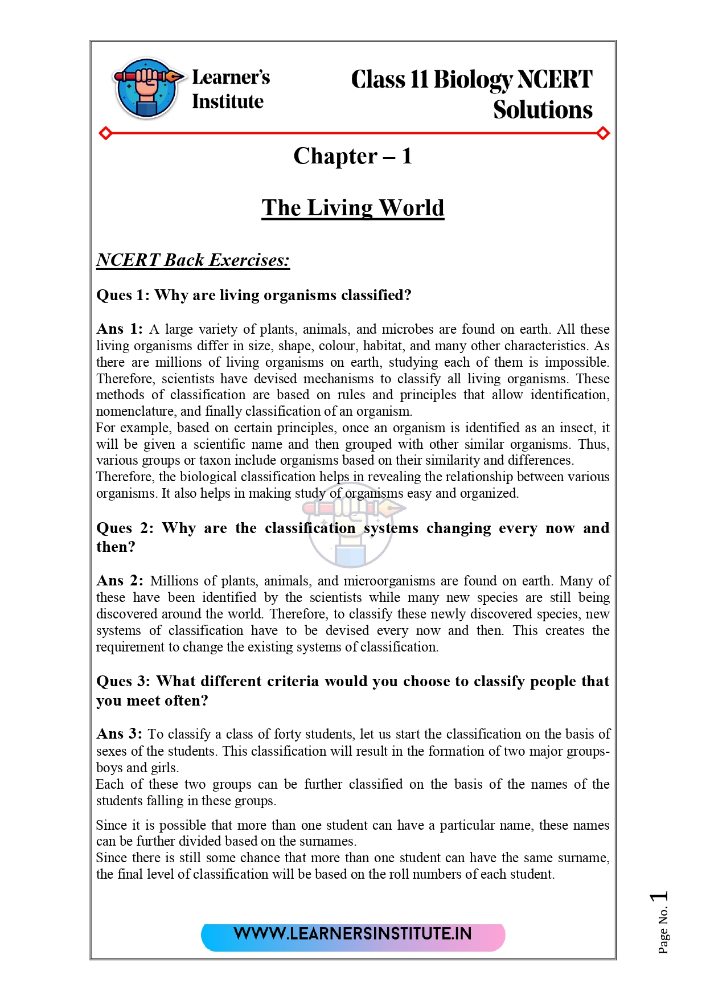 Learner's
Institute
Class 11 Biology NCERT
Solutions
Chapter – 1
The Living World
NCERT Back Exercises:
Ques 1: Why are living organisms classified?
Ans 1: A large variety of plants, animals, and microbes are found on earth. All these
living organisms differ in size, shape, colour, habitat, and many other characteristics. As
there are millions of living organisms on earth, studying each of them is impossible.
Therefore, scientists have devised mechanisms to classify all living organisms. These
methods of classification are based on rules and principles that allow identification,
nomenclature, and finally classification of an organism.
For example, based on certain principles, once an organism is identified as an insect, it
will be given a scientific name and then grouped with other similar organisms. Thus,
various groups or taxon include organisms based on their similarity and differences.
Therefore, the biological classification helps in revealing the relationship between various
organisms. It also helps in making study of organisms easy and organized.
Ques 2: Why are the classification systems changing every now and
then?
Ans 2: Millions of plants, animals, and microorganisms are found on earth. Many of
these have been identified by the scientists while many new species are still being
discovered around the world. Therefore, to classify these newly discovered species, new
systems of classification have to be devised every now and then. This creates the
requirement to change the existing systems of classification.
Ques 3: What different criteria would you choose to classify people that
you meet often?
Ans 3: To classify a class of forty students, let us start the classification on the basis of
sexes of the students. This classification will result in the formation of two major groups-
boys and girls.
Each of these two groups can be further classified on the basis of the names of the
students falling in these groups.
Since it is possible that more than one student can have a particular name, these names
can be further divided based on the surnames.
Since there is still some chance that more than one student can have the same surname,
the final level of classification will be based on the roll numbers of each student.
WWW.LEARNERSINSTITUTE.IN
Page No. 1